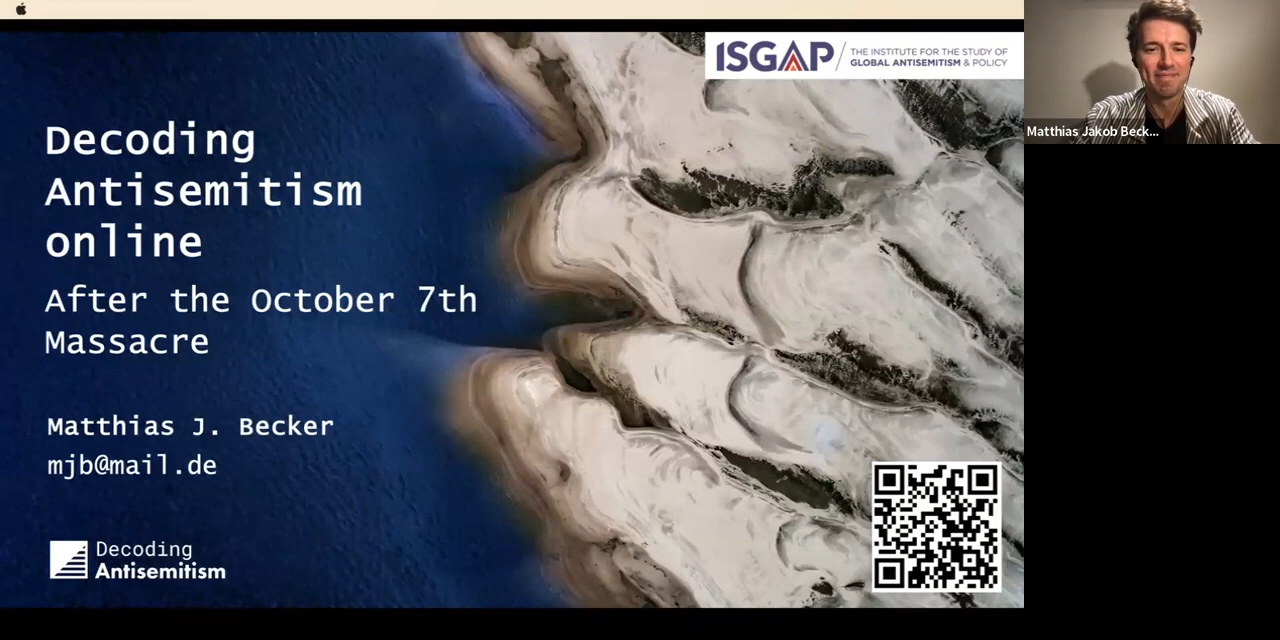 ISGAP
THE INSTITUTE FOR THE STUDY OF
GLOBAL ANTISEMITISM & POLICY
Matthias Jakob Beck...
Decoding
Antisemitism
online
After the October 7th
Massacre
Matthias J. Becker
mjb@mail.de
Decoding
Antisemitism